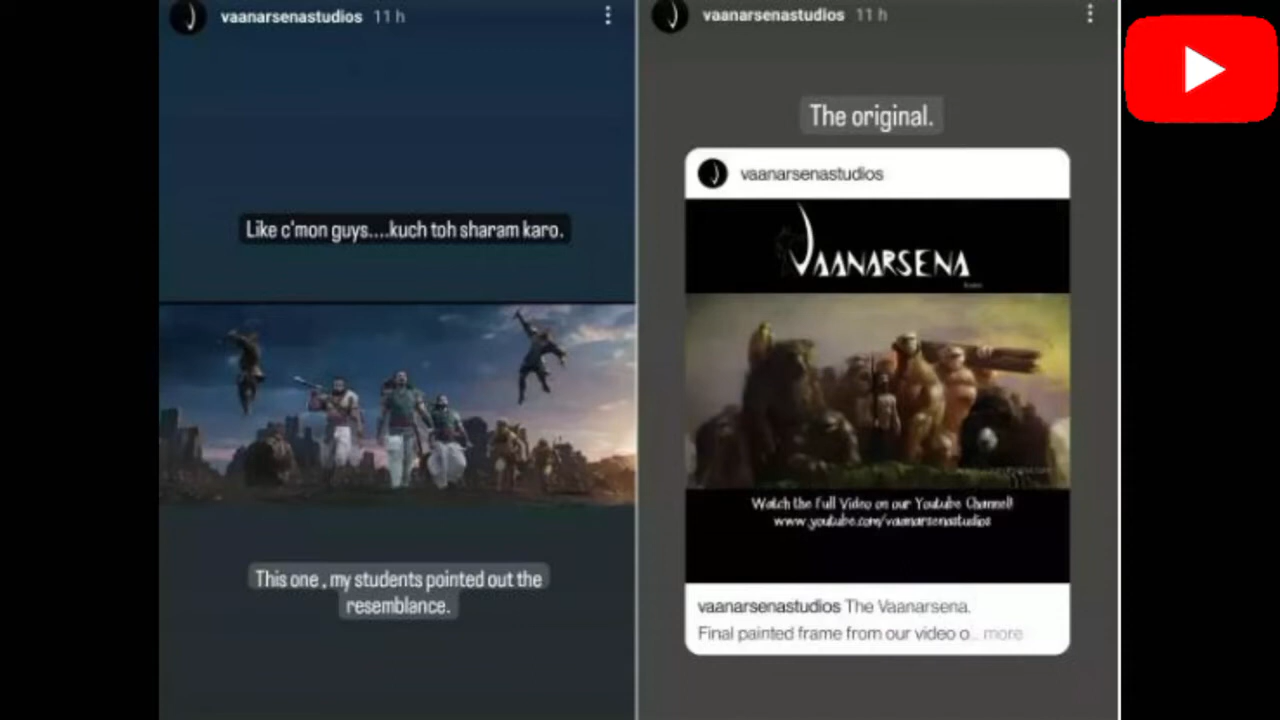 vaanarsenastudios 11 h
Like c'mon guys....kuch toh sharam karo.
This one , my students pointed out the
resemblance.
vaanarsenastudios 11 h
The original.
vaanarsenastudios
VAANARSENA
Watch the Full Video on our Youtube Channel!
www.youtube.com/vaanarsenastudios
vaanarsenastudios The Vaanarsena.
Final painted frame from our video o... more